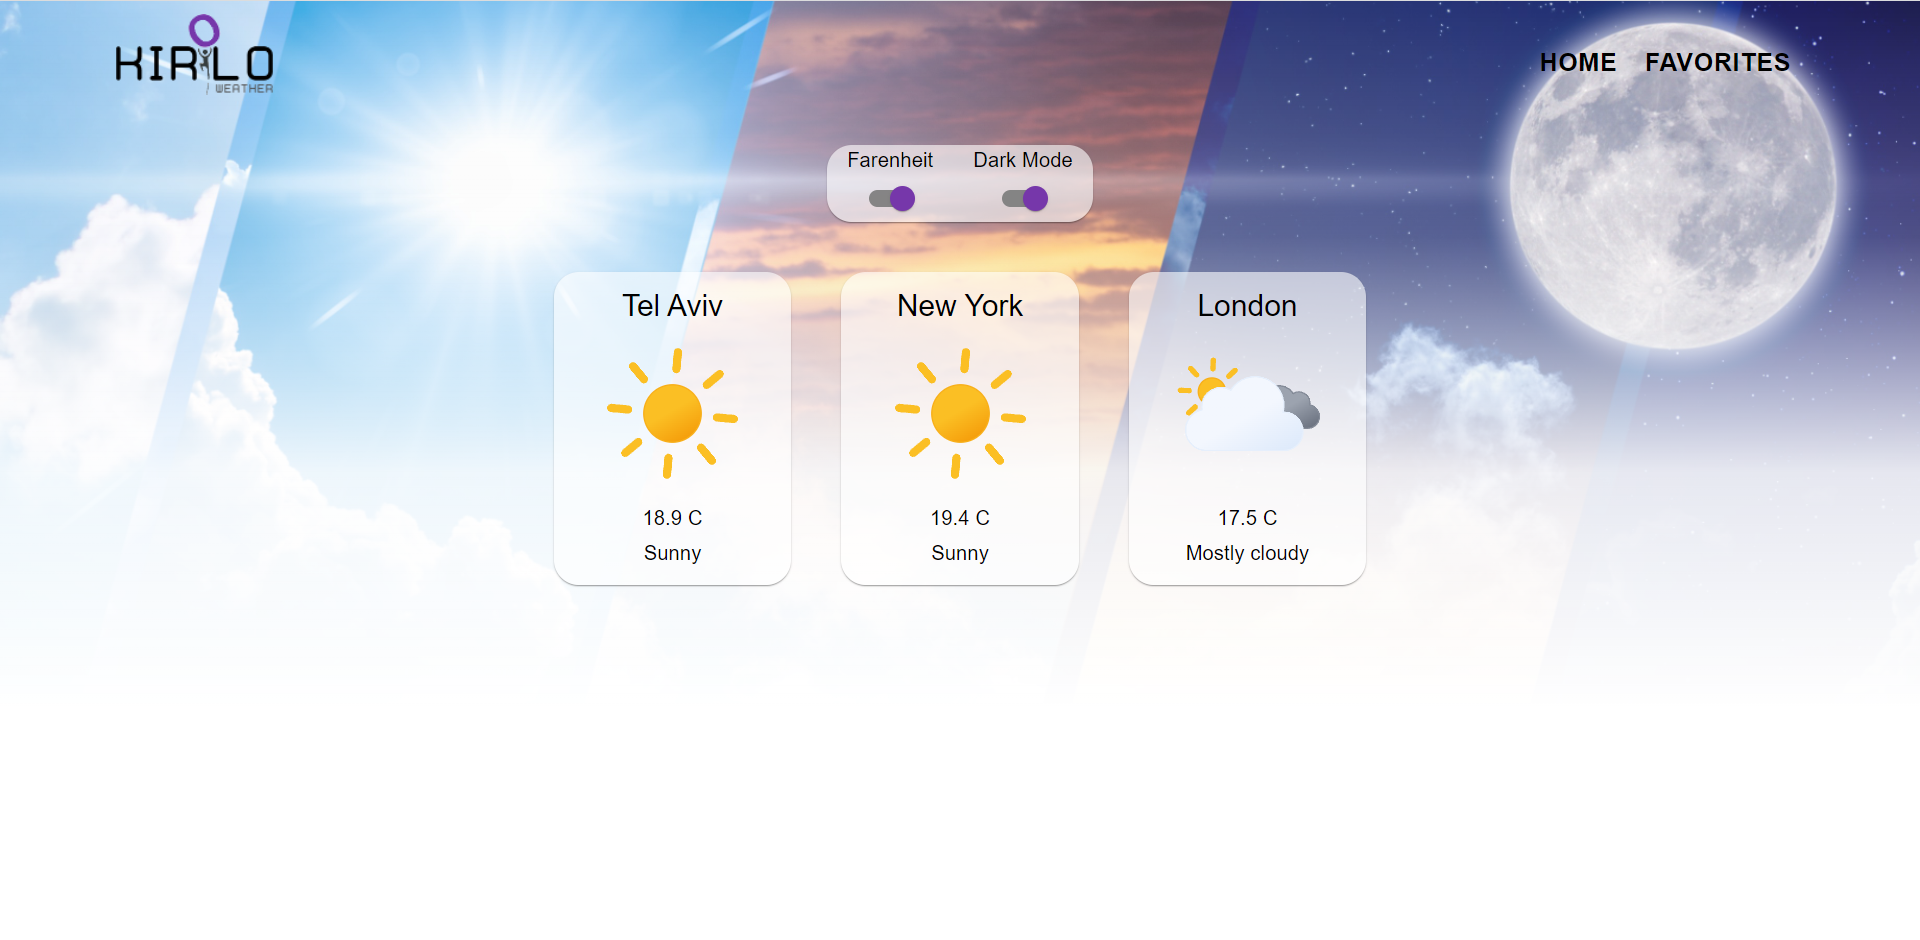 KIRILO
WEATHER
HOME FAVORITES
Farenheit Dark Mode
Tel Aviv
18.9 C
Sunny
New York
19.4 C
Sunny
London
17.5 C
Mostly cloudy